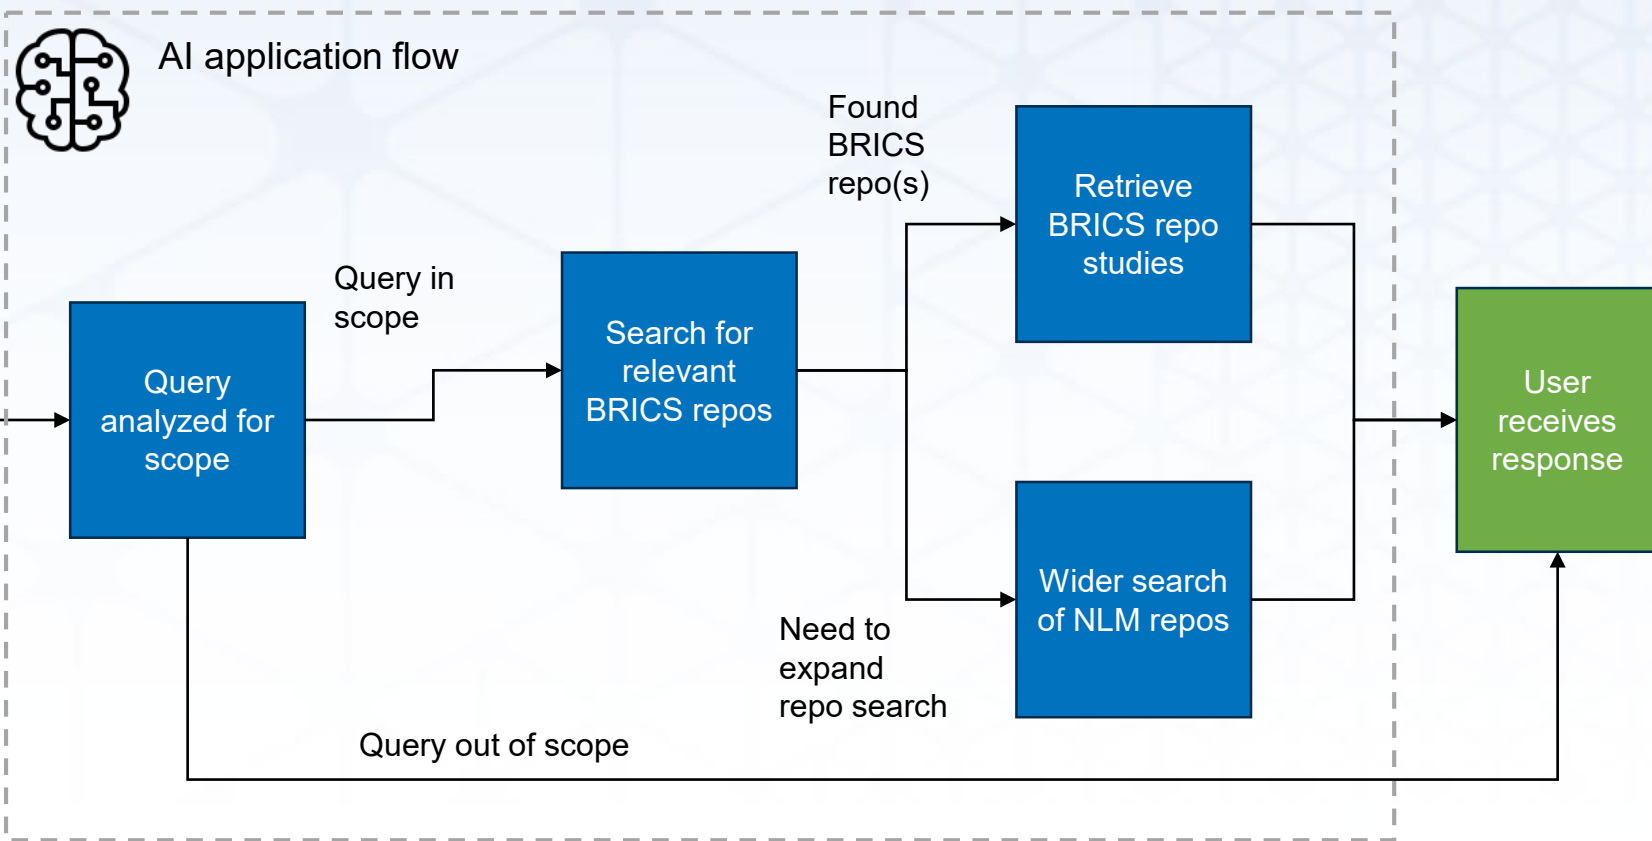 AI application flow
Found
BRICS
repo(s)
Retrieve
BRICS repo
studies
Query in
scope
Search for
relevant
BRICS repos
Query
analyzed for
scope
User
receives
response
Wider search
of NLM repos
Need to
expand
repo search
Query out of scope